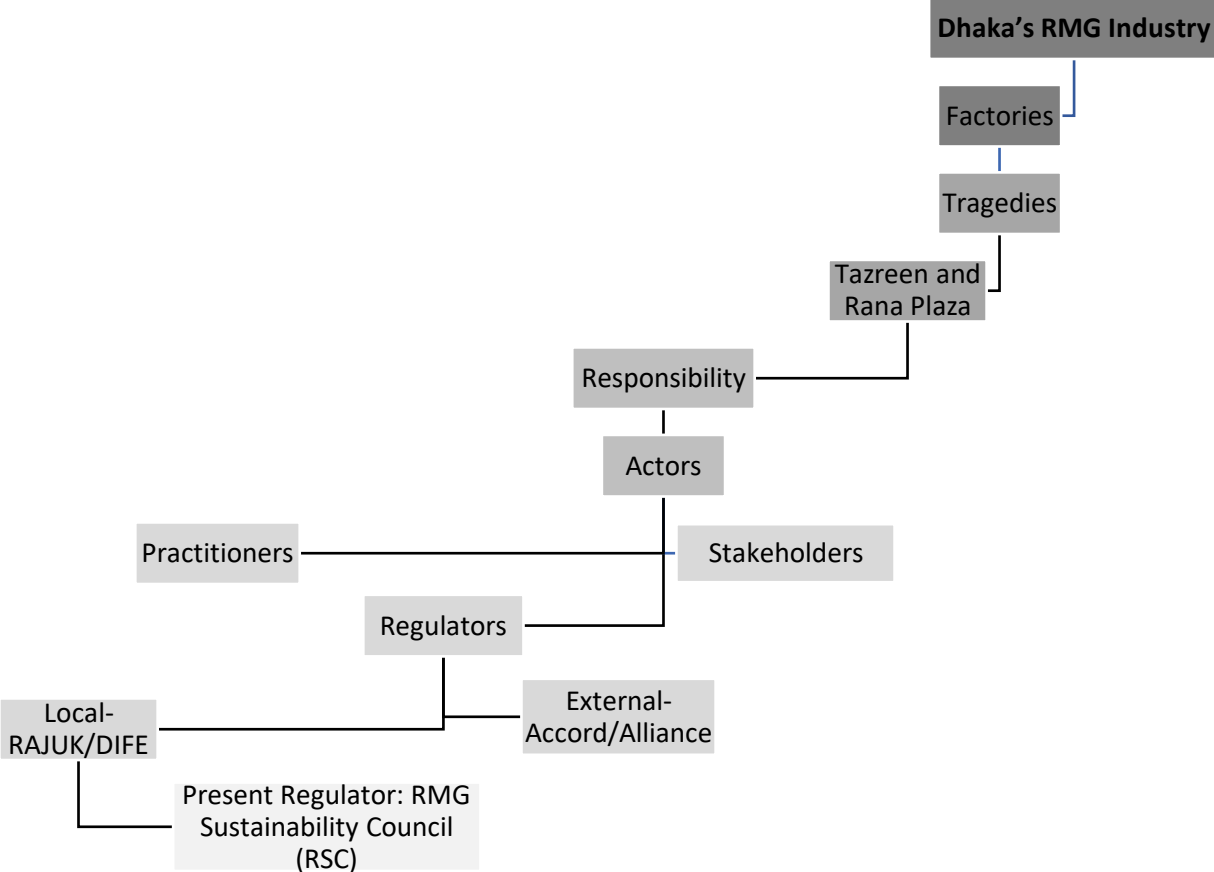 Dhaka’s RMG Industry
Factories
Tragedies
Tazreen and
Rana Plaza
Responsibility
Actors
Practitioners
Stakeholders
Regulators
External-
Accord/Alliance
Local-
RAJUK/DIFE
Present Regulator: RMG
Sustainability Council
(RSC)